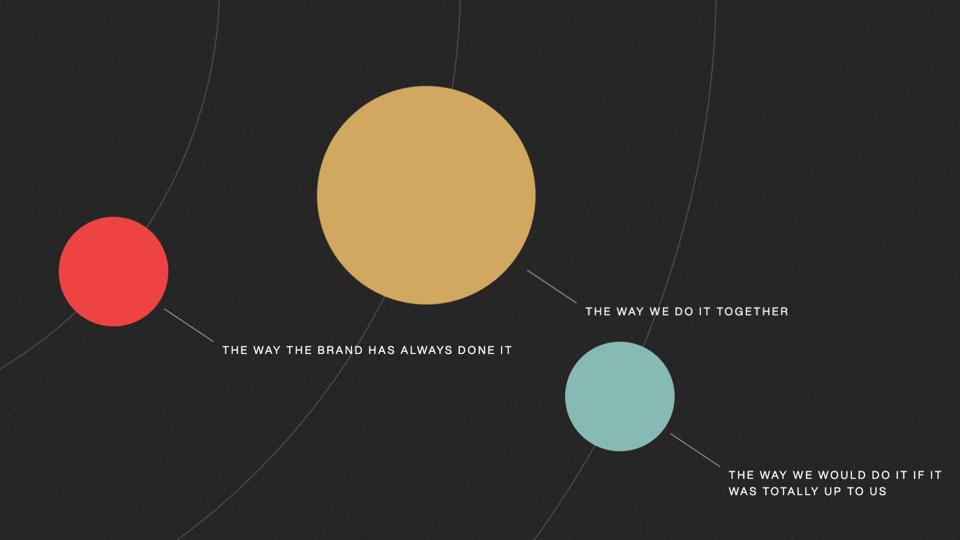 THE WAY WE DO IT TOGETHER
THE WAY THE BRAND HAS ALWAYS DONE IT
THE WAY WE WOULD DO IT IF IT
WAS TOTALLY UP TO US